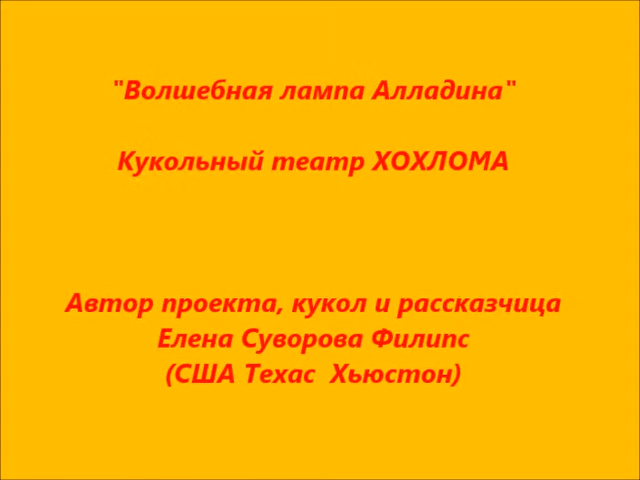 "Волшебная лампа Алладина"
Кукольный театр ХОХЛОМА
Автор проекта, кукол и рассказчица
Елена Суворова Филипс
(США Техас  Хьюстон)